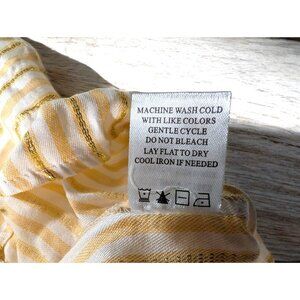 MACHINE WASH COLD
WITH LIKE COLORS
GENTLE CYCLE
DO NOT BLEACH
LAY FLAT TO DRY
COOL IRON IF NEEDED